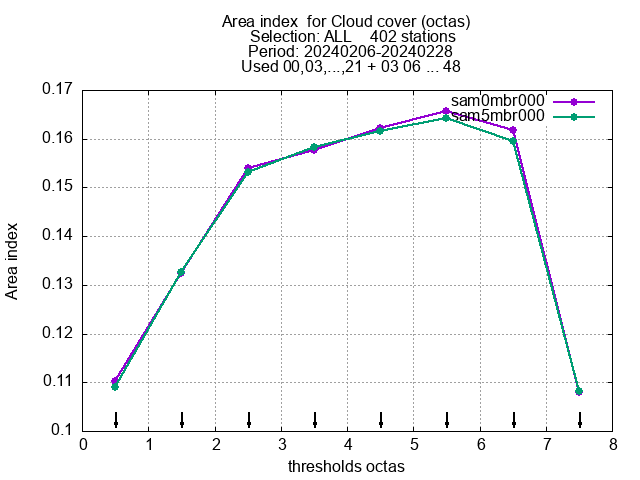 Area index  for Cloud cover (octas)
Selection: ALL    402 stations
Period: 20240206-20240228
Used 00,03,...,21 + 03 06 ... 48
sam0mbr000
sam5mbr000
0.17
0.16
0.15
0.14
0.13
0.12
0.11
0.1
Area index
0 1 2 3 4 5 6 7 8
thresholds octas